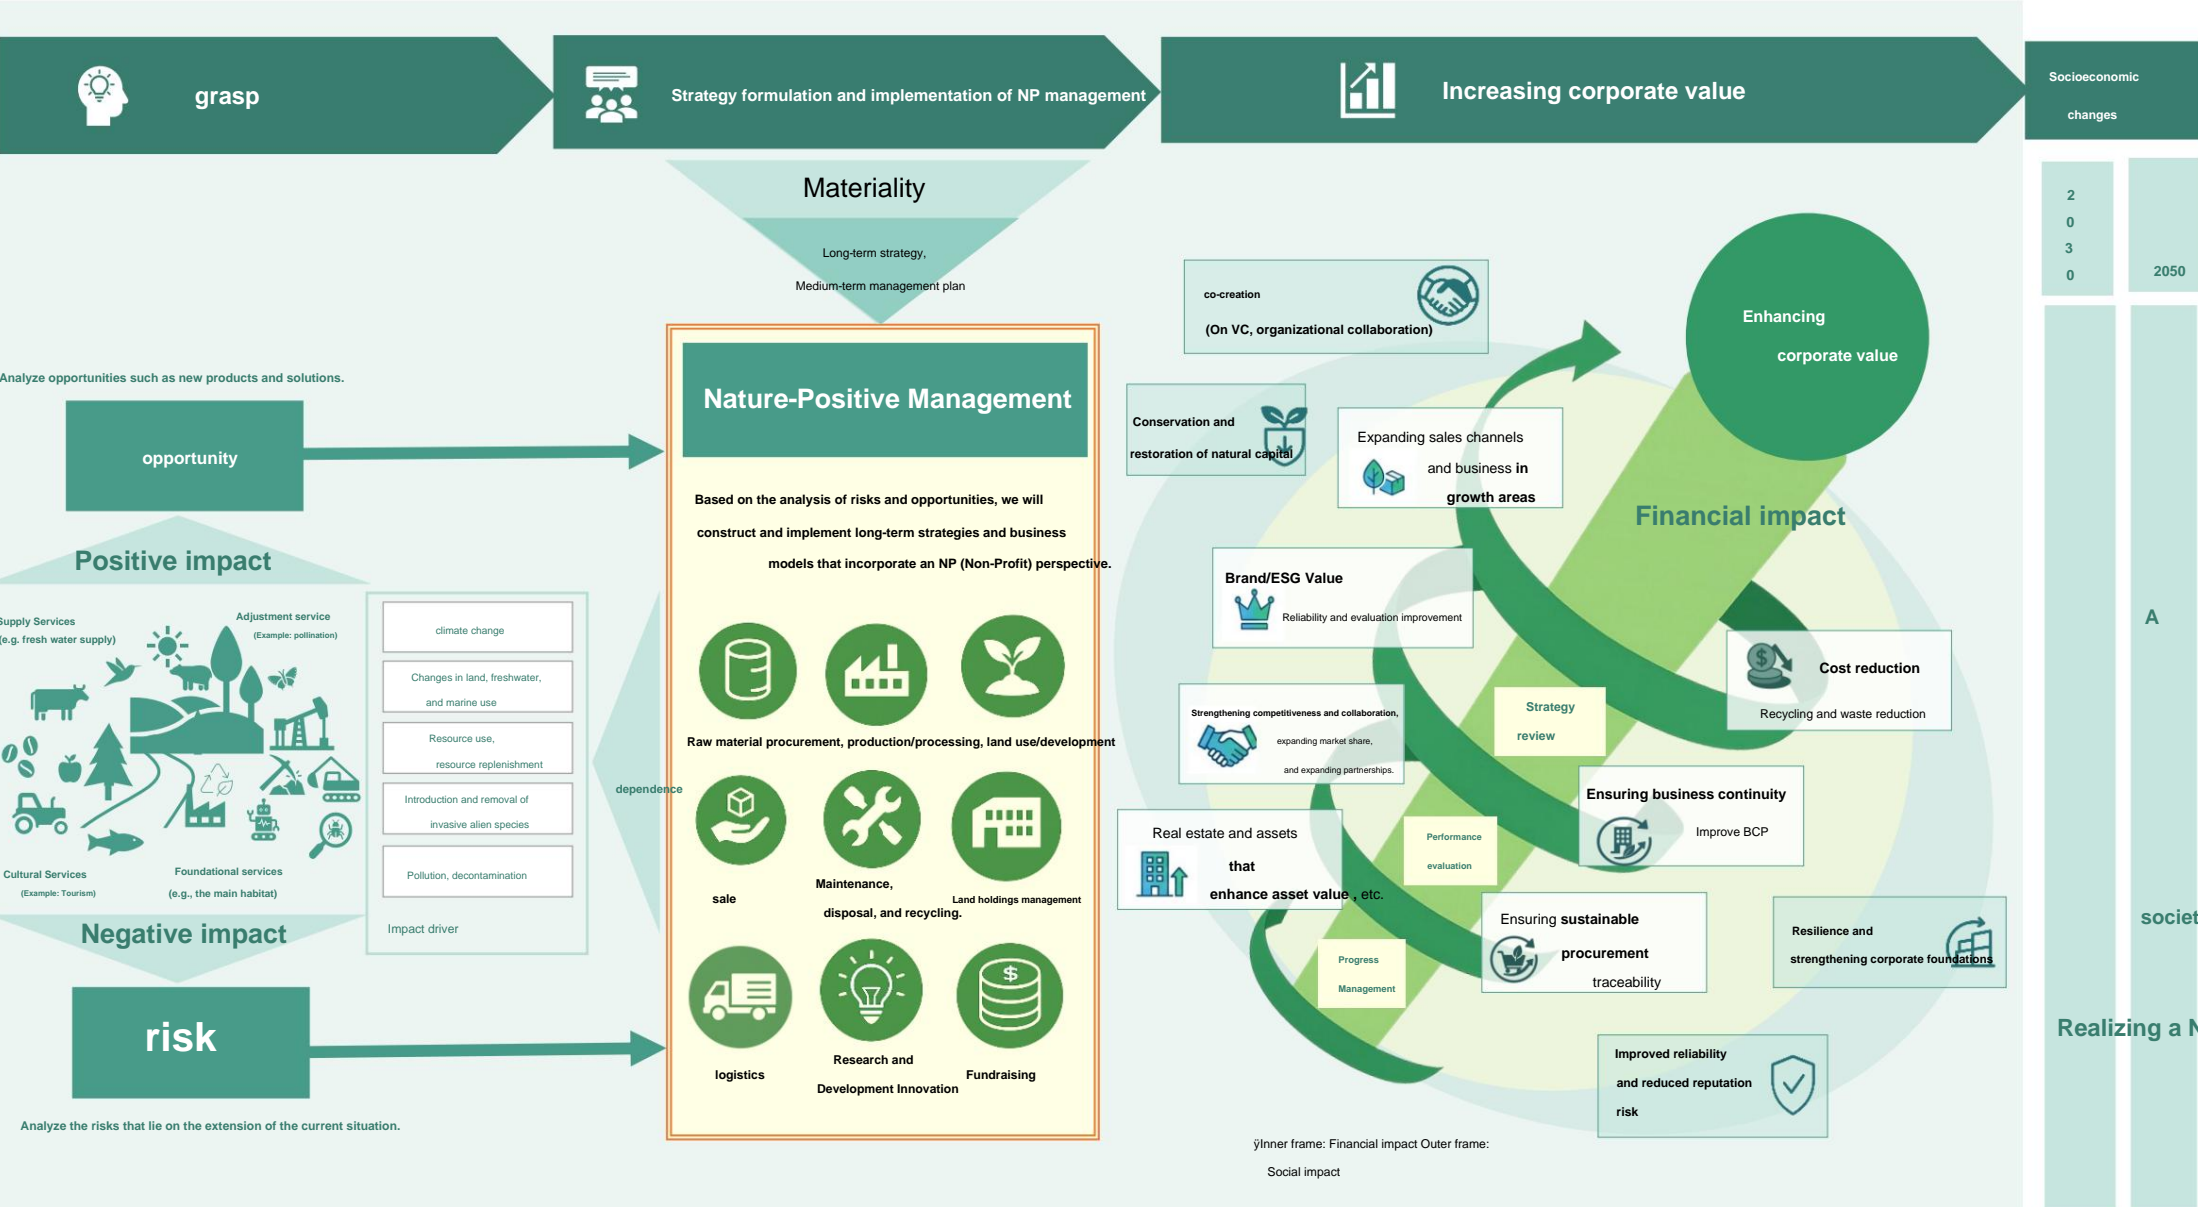 grasp
Strategy formulation and implementation of NP management
Increasing corporate value
Socioeconomic
changes
Materiality
Long-term strategy,
Medium-term management plan
2
0
3
0
2050
Analyze opportunities such as new products and solutions.
opportunity
Positive impact
Supply Services
(e.g. fresh water supply)
Adjustment service
(Example: pollination)
Cultural Services
(Example: Tourism)
Foundational services
(e.g., the main habitat)
Negative impact
risk
Analyze the risks that lie on the extension of the current situation.
climate change
Changes in land, freshwater,
and marine use
Resource use,
resource replenishment
Introduction and removal of
invasive alien species
Pollution, decontamination
Impact driver
dependence
Nature-Positive Management
Based on the analysis of risks and opportunities, we will
construct and implement long-term strategies and business
models that incorporate an NP (Non-Profit) perspective.
Raw material procurement, production/processing, land use/development
sale
Maintenance,
disposal, and recycling.
Land holdings management
logistics
Research and
Development Innovation
Fundraising
co-creation
(On VC, organizational collaboration)
Conservation and
restoration of natural capital
Expanding sales channels
and business in
growth areas
Enhancing
corporate value
Financial impact
Brand/ESG Value
Reliability and evaluation improvement
Cost reduction
Recycling and waste reduction
Strengthening competitiveness and collaboration,
expanding market share,
and expanding partnerships.
Strategy
review
Ensuring business continuity
Improve BCP
Real estate and assets
that
enhance asset value , etc.
Performance
evaluation
Ensuring sustainable
procurement
traceability
Progress
Management
Resilience and
strengthening corporate foundations
Improved reliability
and reduced reputation
risk
ÿInner frame: Financial impact Outer frame:
Social impact
A
societ
Realizing a N